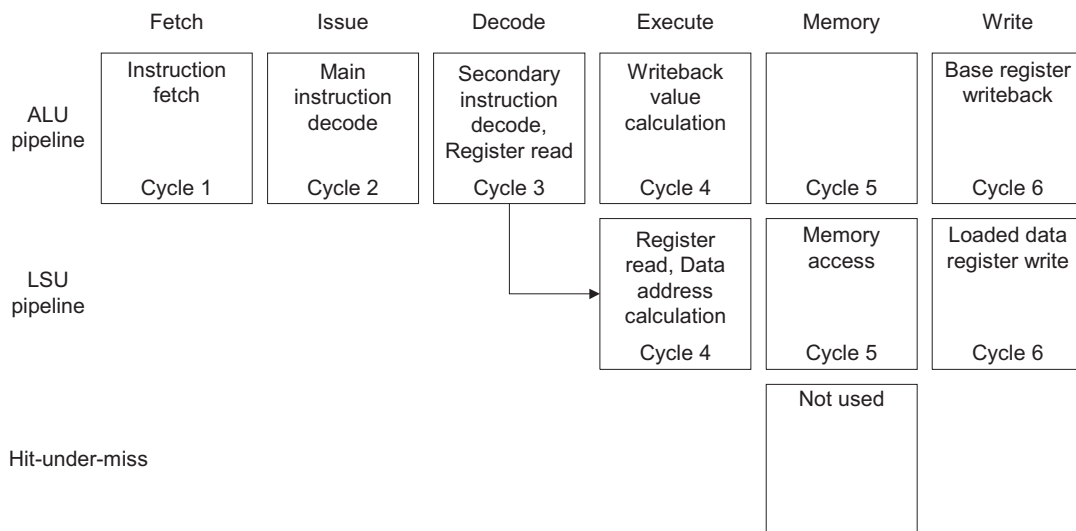 Fetch Issue Decode Execute Memory Write
ALU
pipeline
Instruction
fetch
Cycle 1
Main
instruction
decode
Cycle 2
Secondary
instruction
decode,
Register read
Cycle 3
Writeback
value
calculation
Cycle 4
Cycle 5
Base register
writeback
Cycle 6
LSU
pipeline
Register
read, Data
address
calculation
Cycle 4
Memory
access
Cycle 5
Loaded data
register write
Cycle 6
Hit-under-miss
Not used